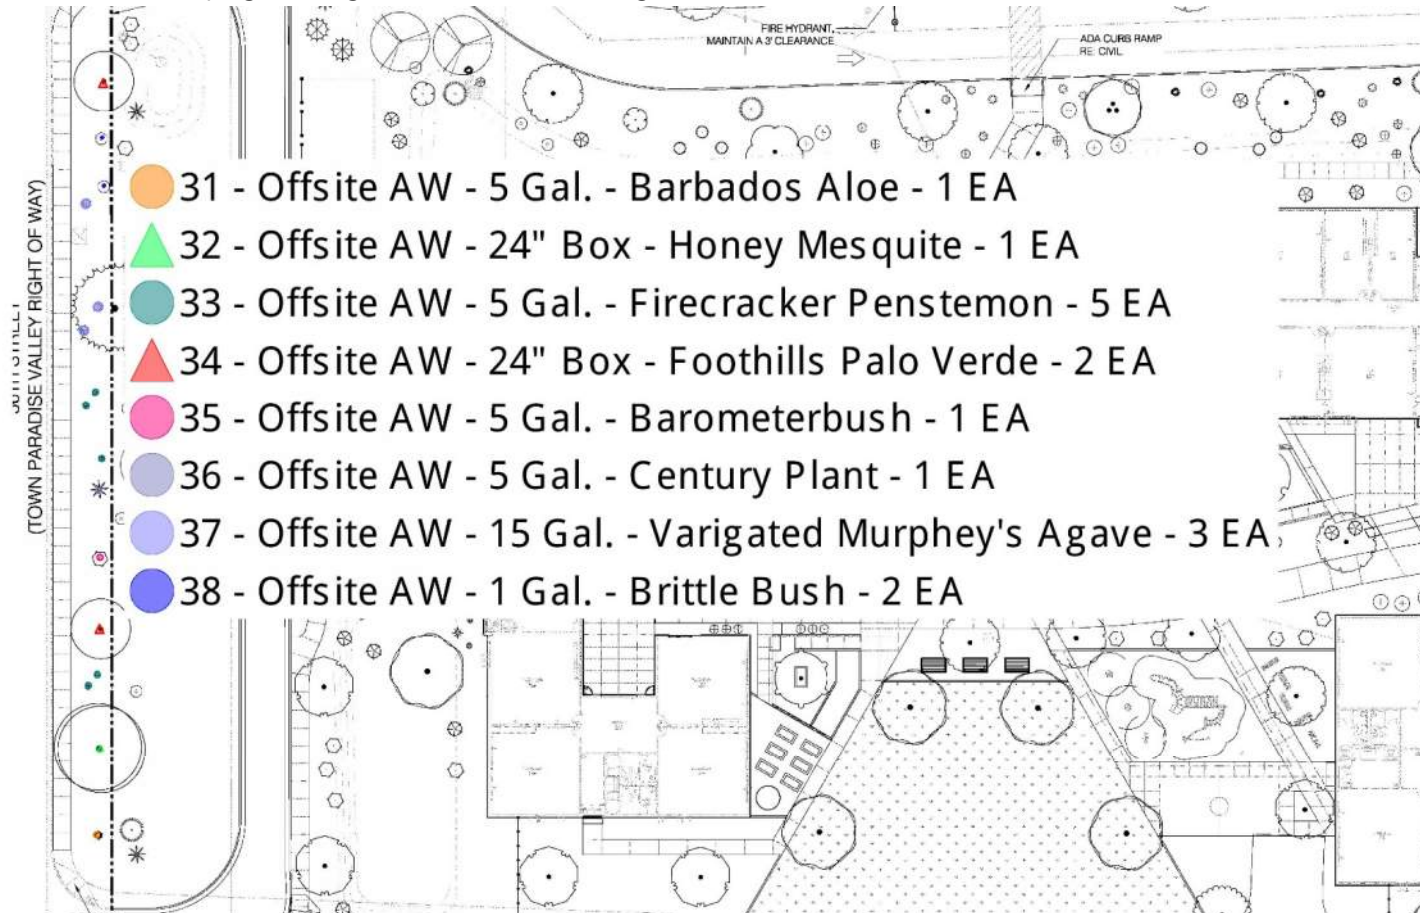 FIRE HYDRANT,
MAINTAIN A 3' CLEARANCE
ADA CURB RAMP
RE: CIVIL
(TOWN PARADISE VALLEY RIGHT OF WAY)
31 - Offsite AW - 5 Gal. - Barbados Aloe - 1 EA
32 - Offsite AW - 24" Box - Honey Mesquite - 1 EA
33 - Offsite AW - 5 Gal. - Firecracker Penstemon - 5 EA
34 - Offsite AW - 24" Box - Foothills Palo Verde - 2 EA
35 - Offsite AW - 5 Gal. - Barometerbush - 1 EA
36 - Offsite AW - 5 Gal. - Century Plant - 1 EA
37 - Offsite AW - 15 Gal. - Varigated Murphey's Agave - 3 EA
38 - Offsite AW - 1 Gal. - Brittle Bush - 2 EA